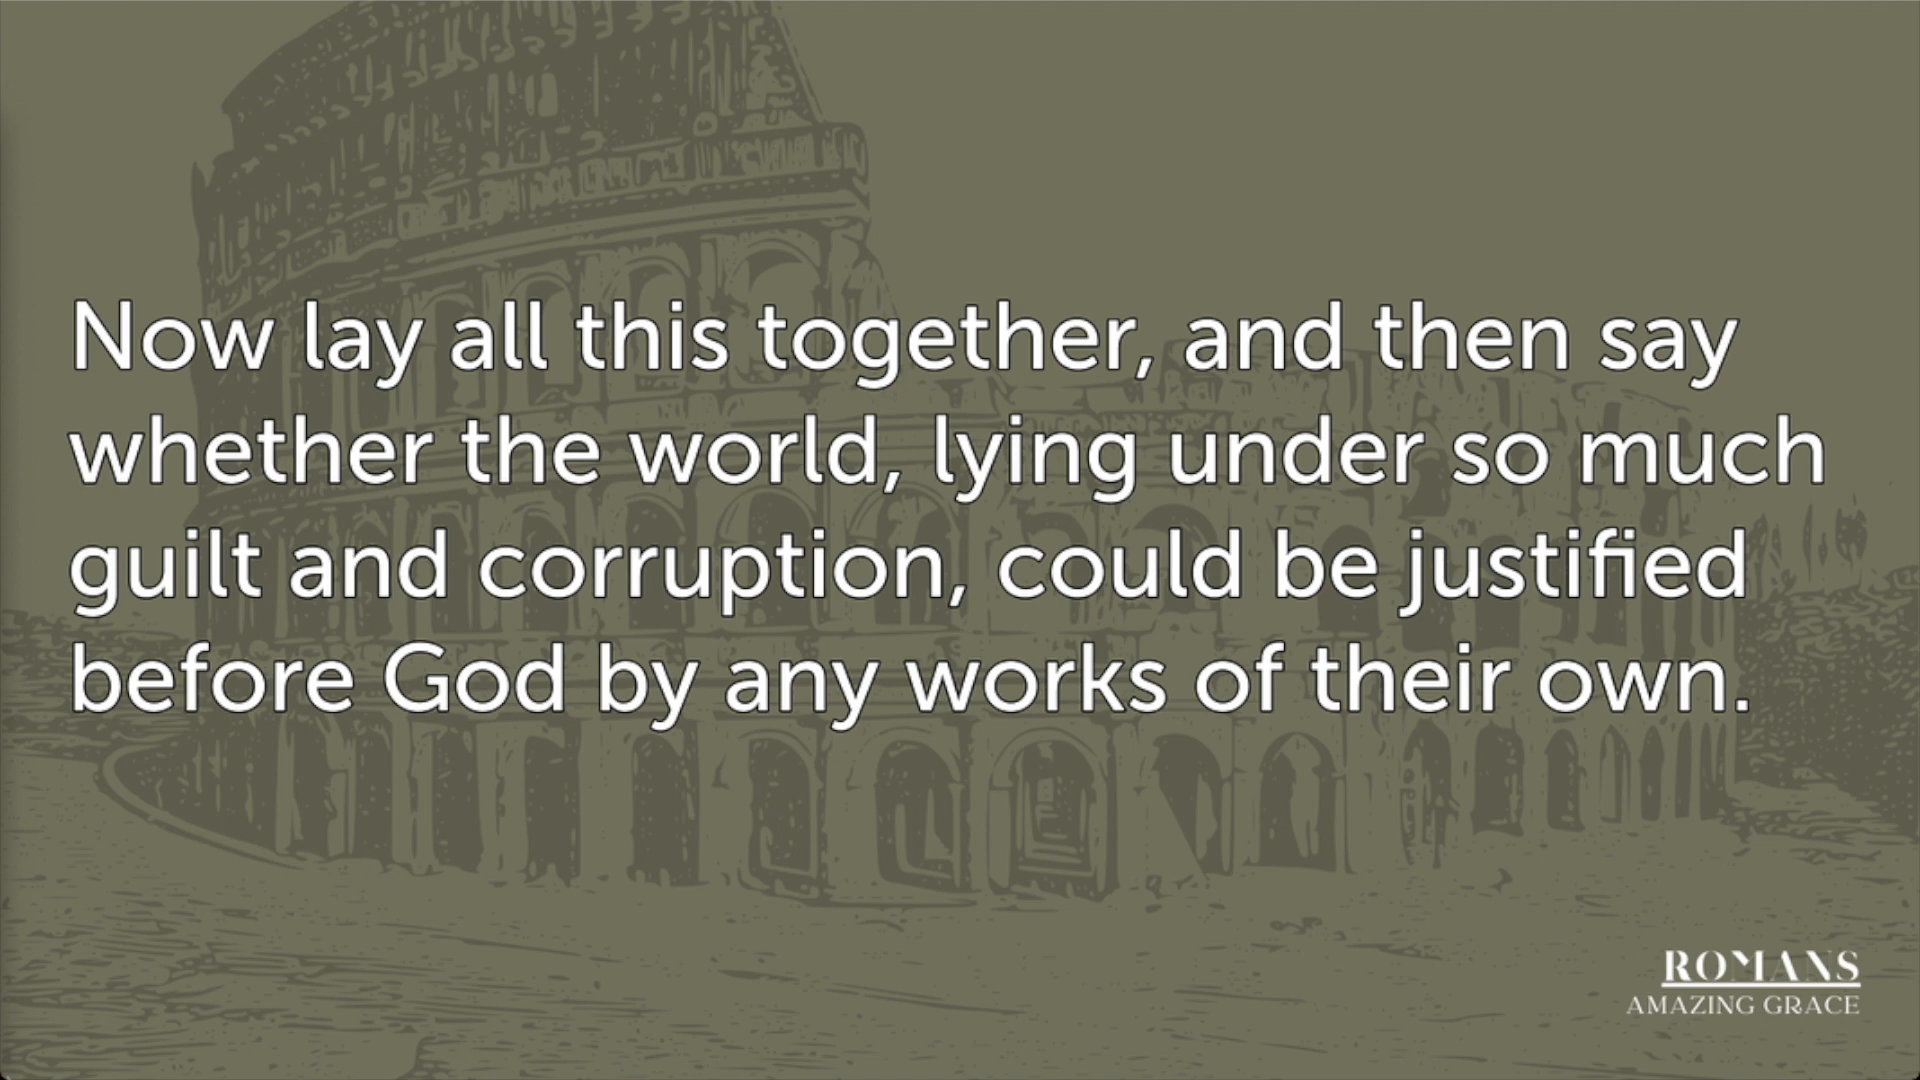 Now lay all this together, and then say
whether the world, lying under so much
guilt and corruption, could be justified
before God by any works of their own.
ROMANS
AMAZING GRACE